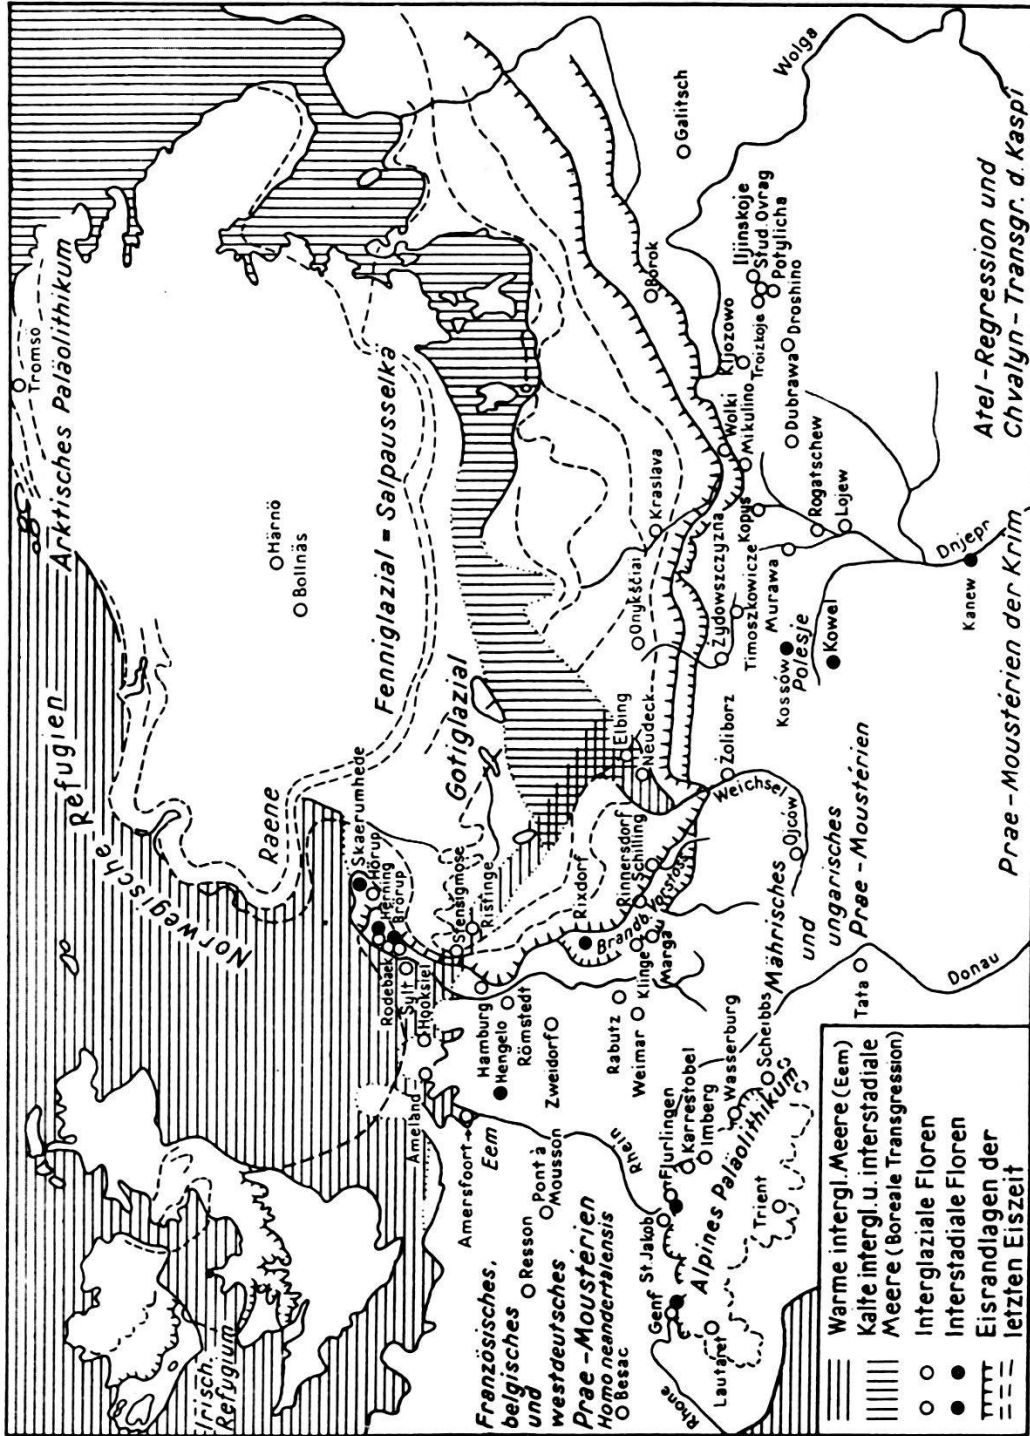 Arktisches Paläolithikum
Tromsö
Norwegische Refugien
Härnö
Bollnäs
Fenniglazial = Salpausselka
Raene
Gotiglazial
Skaerumhede
Hörup
Herning
Brörup
Rodebaek
Sylt
Hooksiel
Stensigmose
Ristinge
Ameland
Amersfoort
Eem
Hamburg
Hengelo
Römstedt
Zweidorf
Irisch.
Refugium
Französisches,
belgisches
und
westdeutsches
Prae-Moustérien
Homo neandertalensis
Besac
Resson
Pont à
Mousson
Rixdorf
Brandb. Vorstoss
Rinnersdorf
Schilling
Klinge
Marga
Rabutz
Weimar
Elbing
Neudeck
Weichsel
Żoliborz
Ojców
Onykščiai
Kraslava
Borok
Galitsch
Wolga
Iljinskoje
Stud. Ovrag
Potylicha
Troizkoje
Droshino
Kljozowo
Dubrawa
Wolki
Mikulino
Kopys
Rogatschew
Lojew
Zydowszczyzna
Timoszkowicze
Murawa
Kossów
Polesje
Kowel
Dnjepr
Kanew
Atel-Regression und
Chvalyn-Transgr. d. Kaspi
Prae-Moustérien der Krim
Mährisches
und
ungarisches
Prae-Moustérien
Donau
Tata
Scheibbs
Wasserburg
Imberg
Karrestobel
Flurlingen
Rhein
St. Jakob
Genf
Alpines Paläolithikum
Trient
Lautaret
Rhone
Warme intergl. Meere (Eem)
Kalte intergl. u. interstadiale
Meere (Boreale Transgression)
Interglaziale Floren
Interstadiale Floren
Eisrandlagen der
letzten Eiszeit